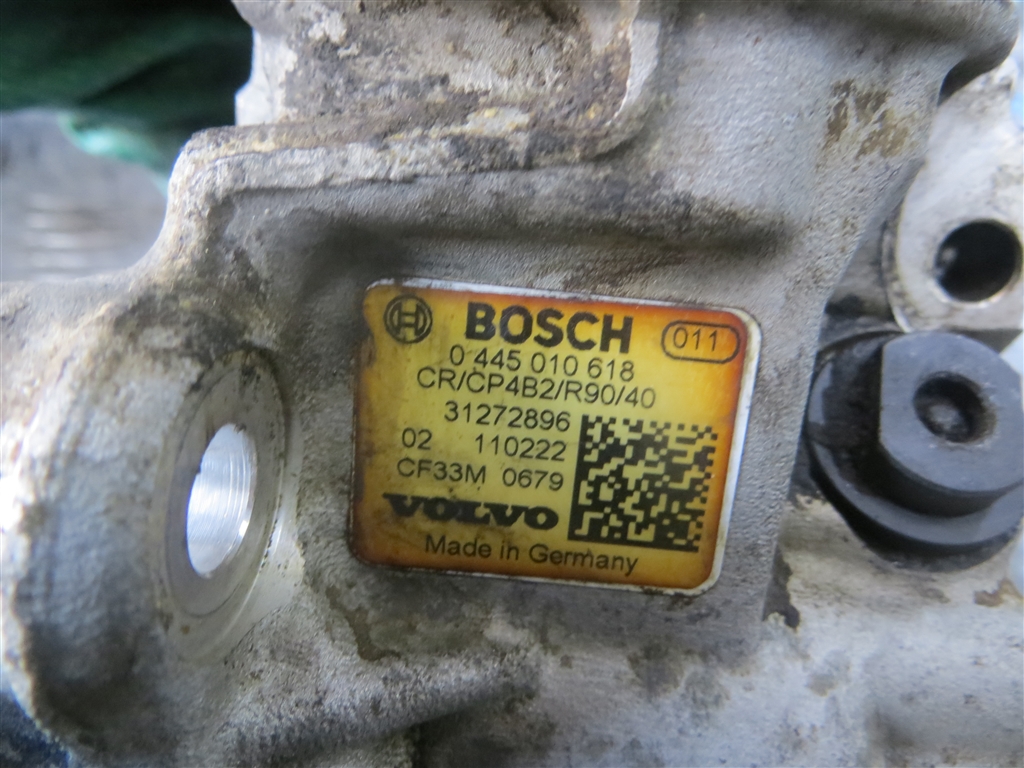 BOSCH 011
0 445 010 618
CR/CP4B2/R90/40
31272896
02 110222
CF33M 0679
VOLVO
Made in Germany